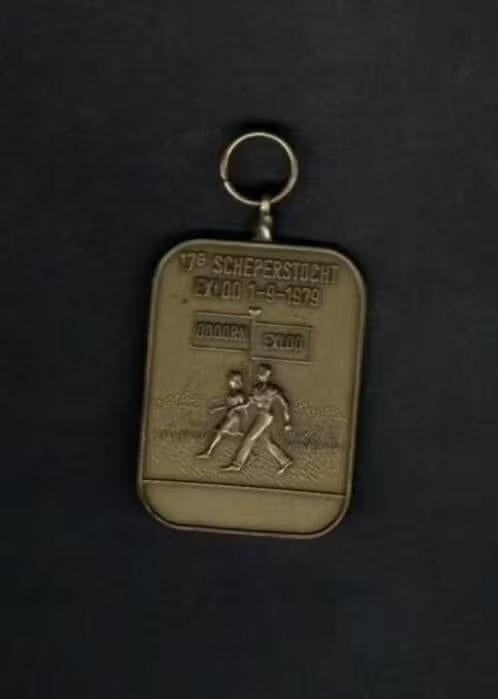 17e SCHEPERSTOCHT
EXLOO 1-9-1979
ODOORN
EXLOO